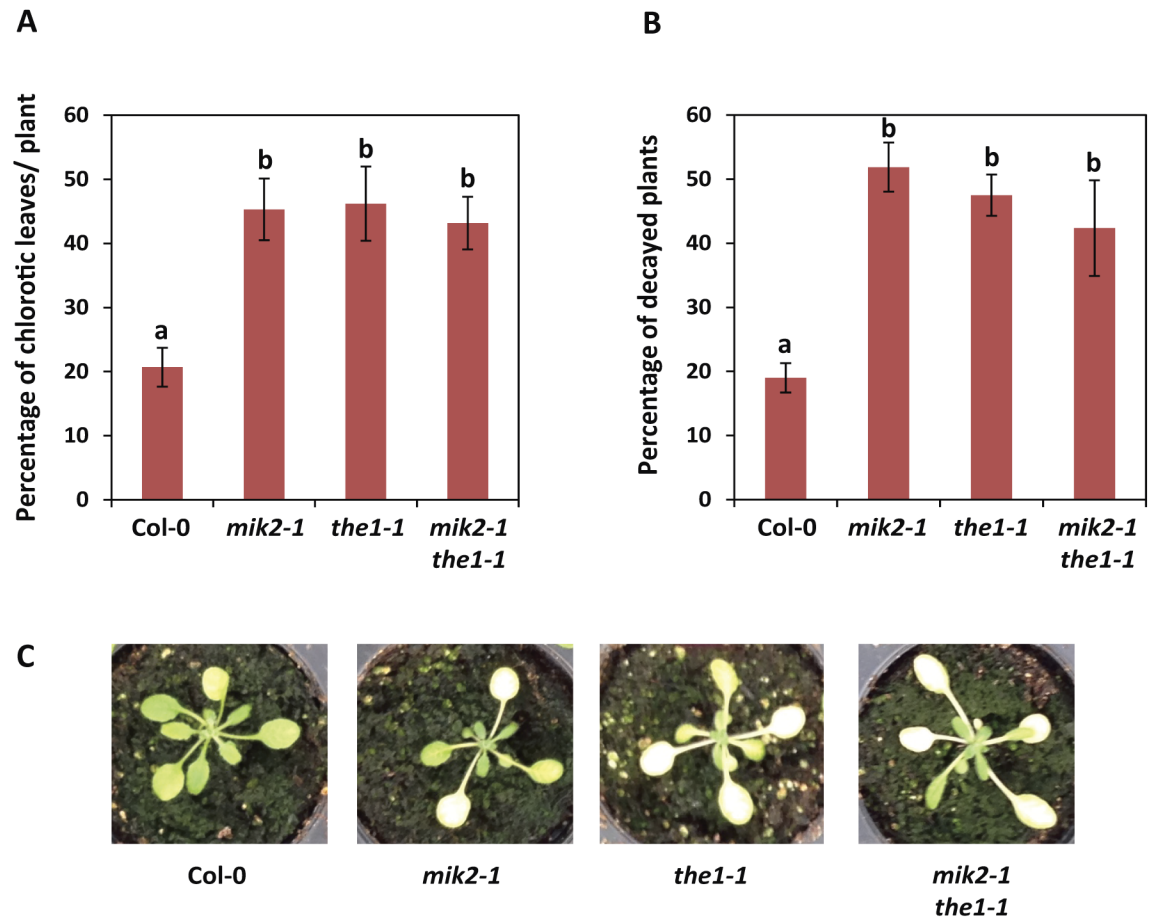 A
Percentage of chlorotic leaves/ plant
60
50
40
30
20
10
0
a
b
b
b
Col-0
mik2-1
the1-1
mik2-1
the1-1
B
Percentage of decayed plants
60
50
40
30
20
10
0
a
b
b
b
Col-0
mik2-1
the1-1
mik2-1
the1-1
C
Col-0
mik2-1
the1-1
mik2-1
the1-1